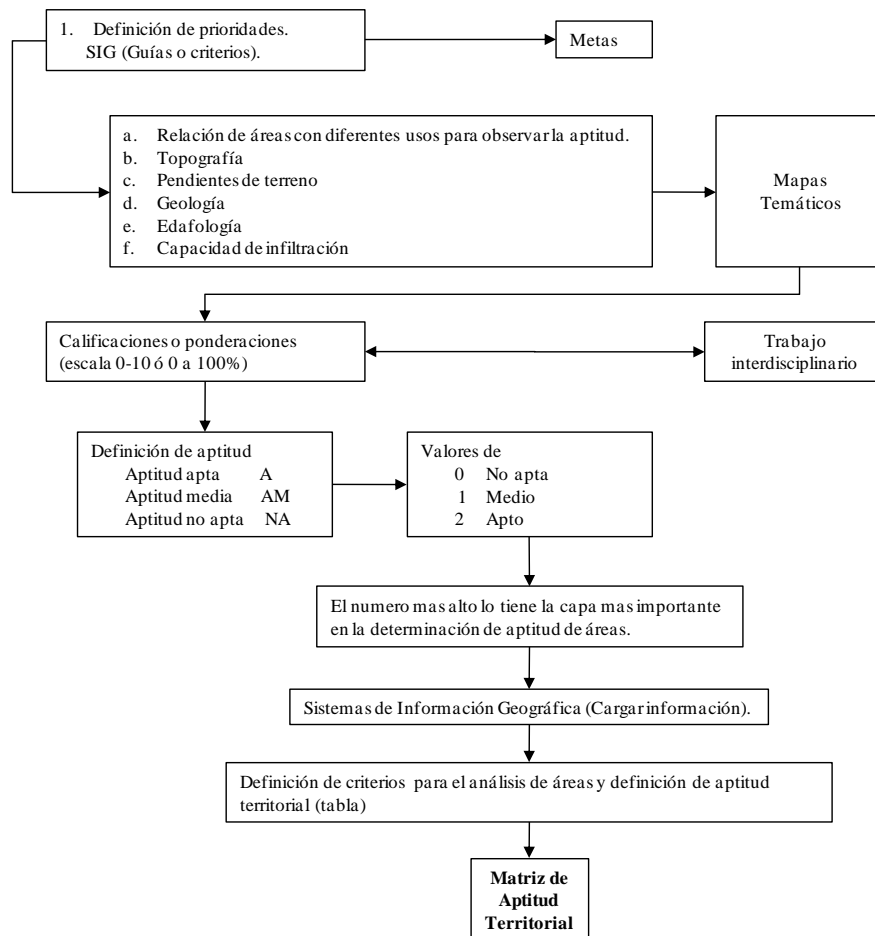 1. Definición de prioridades.
SIG (Guías o criterios).
Metas
a. Relación de áreas con diferentes usos para observar la aptitud.
b. Topografía
c. Pendientes de terreno
d. Geología
e. Edafología
f. Capacidad de infiltración
Mapas
Temáticos
Calificaciones o ponderaciones
(escala 0-10 ó 0 a 100%)
Trabajo
interdisciplinario
Definición de aptitud
Aptitud apta A
Aptitud media AM
Aptitud no apta NA
Valores de
0 No apta
1 Medio
2 Apto
El numero mas alto lo tiene la capa mas importante
en la determinación de aptitud de áreas.
Sistemas de Información Geográfica (Cargar información).
Definición de criterios para el análisis de áreas y definición de aptitud
territorial (tabla)
Matriz de
Aptitud
Territorial